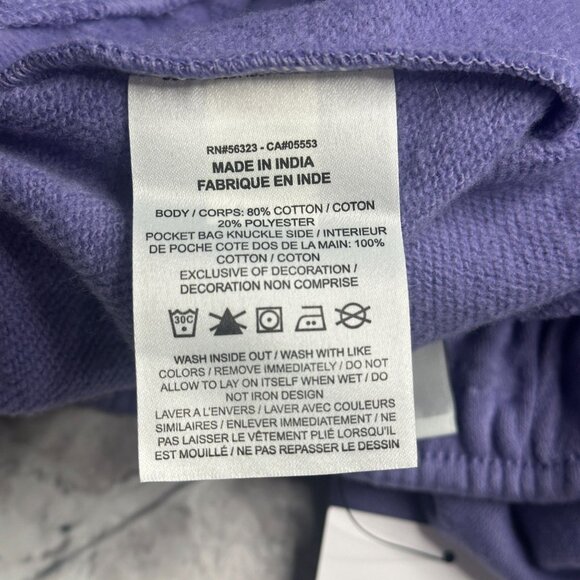 RN#56323 - CA#05553
MADE IN INDIA
FABRIQUE EN INDE
BODY / CORPS: 80% COTTON / COTON
20% POLYESTER
POCKET BAG KNUCKLE SIDE / INTERIEUR
DE POCHE COTE DOS DE LA MAIN: 100%
COTTON / COTON
EXCLUSIVE OF DECORATION /
DECORATION NON COMPRISE
30C
WASH INSIDE OUT / WASH WITH LIKE
COLORS / REMOVE IMMEDIATELY / DO NOT
ALLOW TO LAY ON ITSELF WHEN WET / DO
NOT IRON DESIGN
LAVER A L'ENVERS / LAVER AVEC COULEURS
SIMILAIRES / ENLEVER IMMÉDIATEMENT / NE
PAS LAISSER LE VÊTEMENT PLIÉ LORSQU'IL
EST MOUILLÉ / NE PAS REPASSER LE DESSIN